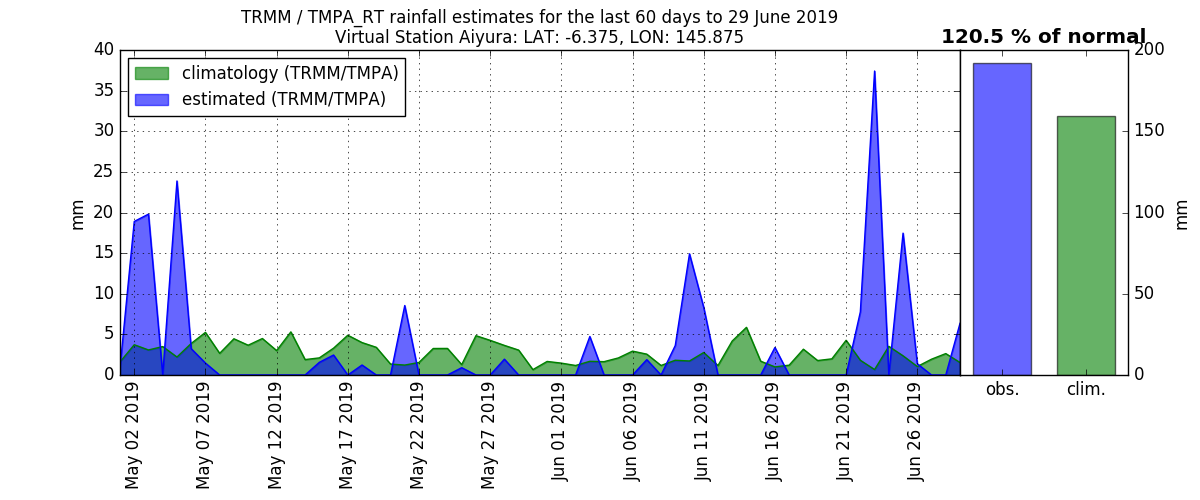 TRMM / TMPA_RT rainfall estimates for the last 60 days to 29 June 2019
Virtual Station Aiyura: LAT: -6.375, LON: 145.875
120.5 % of normal
climatology (TRMM/TMPA)
estimated (TRMM/TMPA)
mm
40
35
30
25
20
15
10
5
0
May 02 2019
May 07 2019
May 12 2019
May 17 2019
May 22 2019
May 27 2019
Jun 01 2019
Jun 06 2019
Jun 11 2019
Jun 16 2019
Jun 21 2019
Jun 26 2019
obs.
clim.
200
150
100
50
0
mm